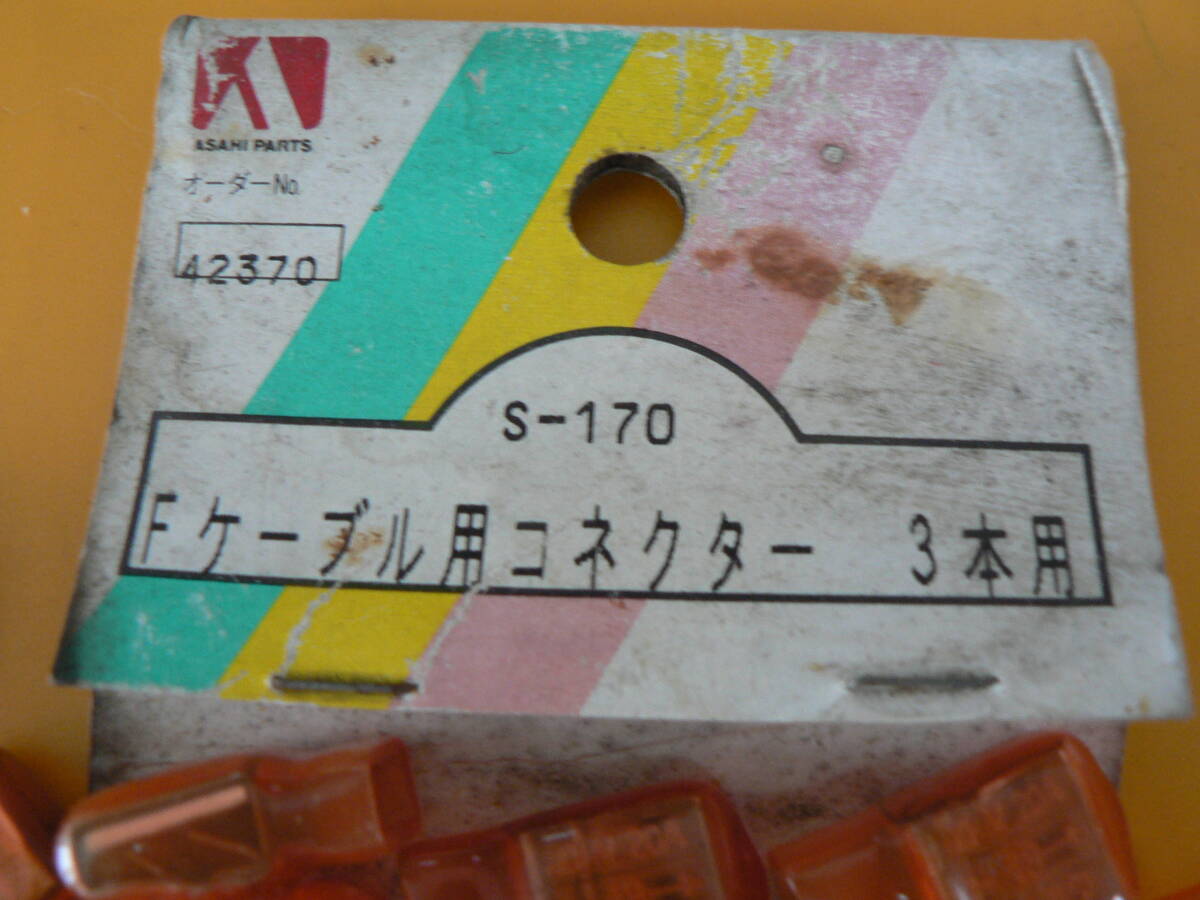 ASAHI PARTS
オーダーNo.
42370
S-170
Fケーブル用コネクター 3本用